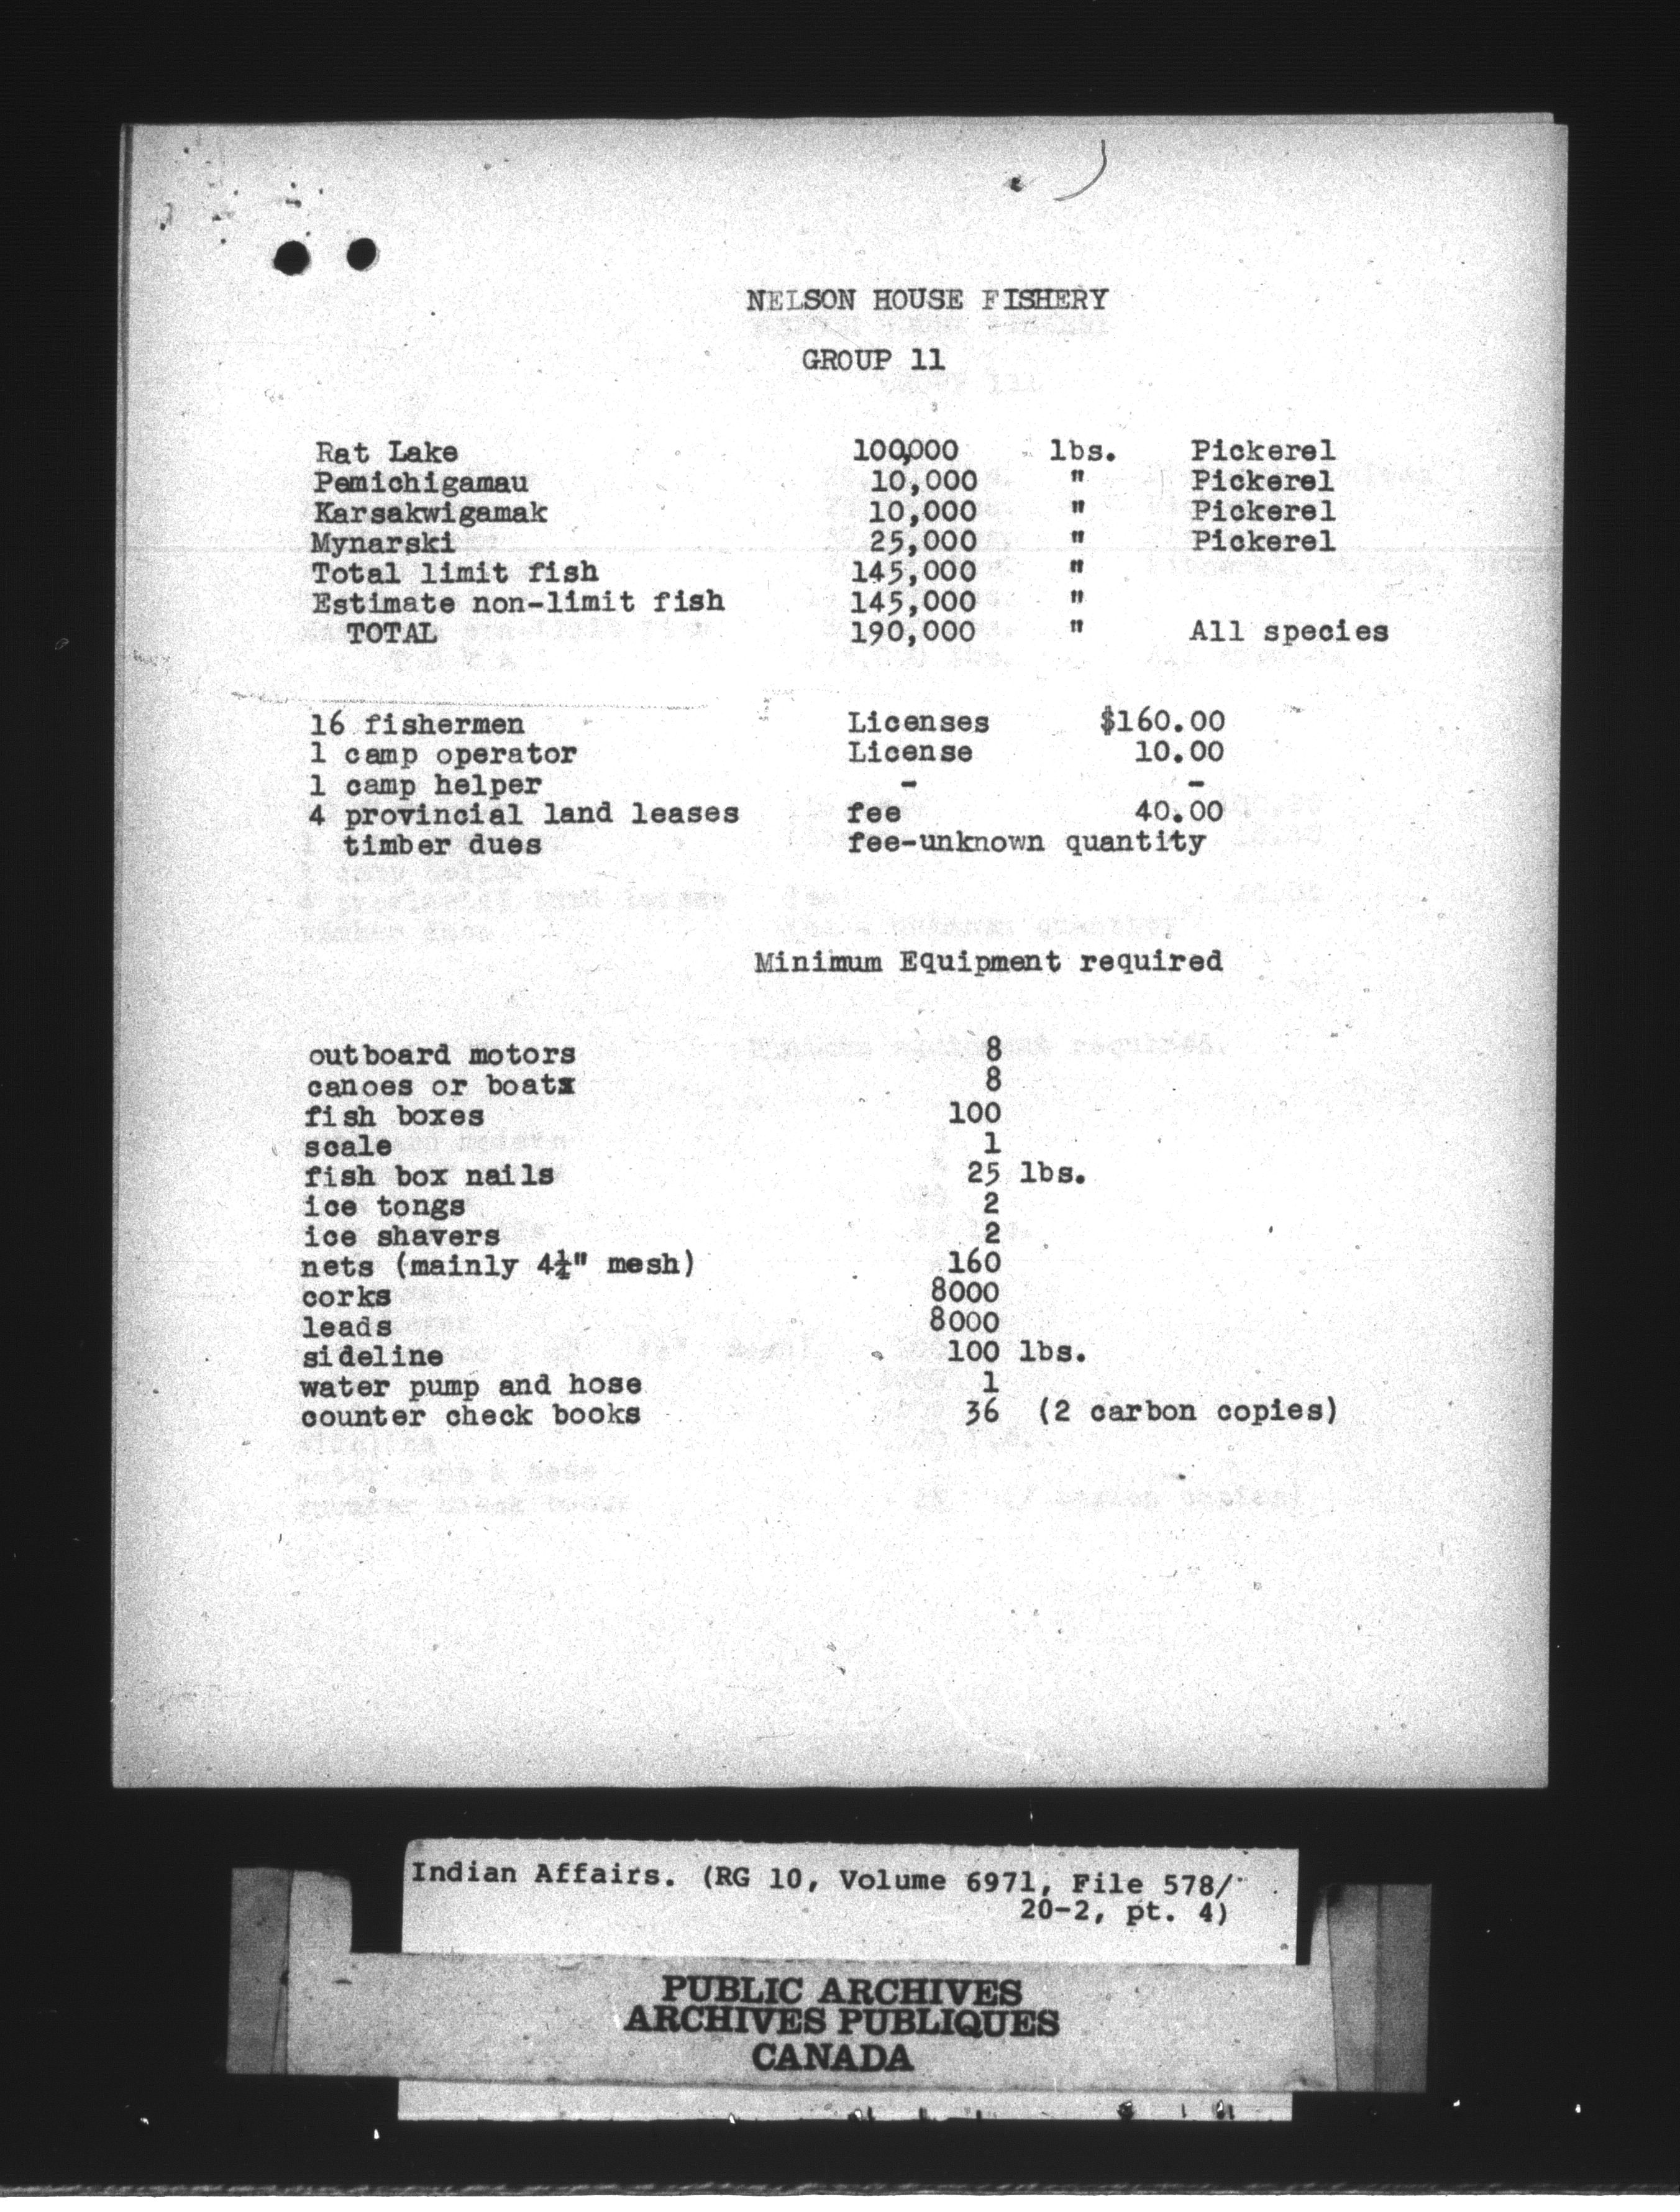 NELSON HOUSE FISHERY
GROUP 11
Rat Lake 100,000 lbs. Pickerel
Pemichigamau 10,000 " Pickerel
Karsakwigamak 10,000 " Pickerel
Mynarski 25,000 " Pickerel
Total limit fish 145,000 "
Estimate non-limit fish 145,000 "
TOTAL 190,000 " All species
16 fishermen Licenses $160.00
1 camp operator License 10.00
1 camp helper - -
4 provincial land leases fee 40.00
timber dues fee-unknown quantity
Minimum Equipment required
outboard motors 8
canoes or boats 8
fish boxes 100
scale 1
fish box nails 25 lbs.
ice tongs 2
ice shavers 2
nets (mainly 4¼" mesh) 160
corks 8000
leads 8000
sideline 100 lbs.
water pump and hose 1
counter check books 36 (2 carbon copies)
Indian Affairs. (RG 10, Volume 6971, File 578/
20-2, pt. 4)
PUBLIC ARCHIVES
ARCHIVES PUBLIQUES
CANADA